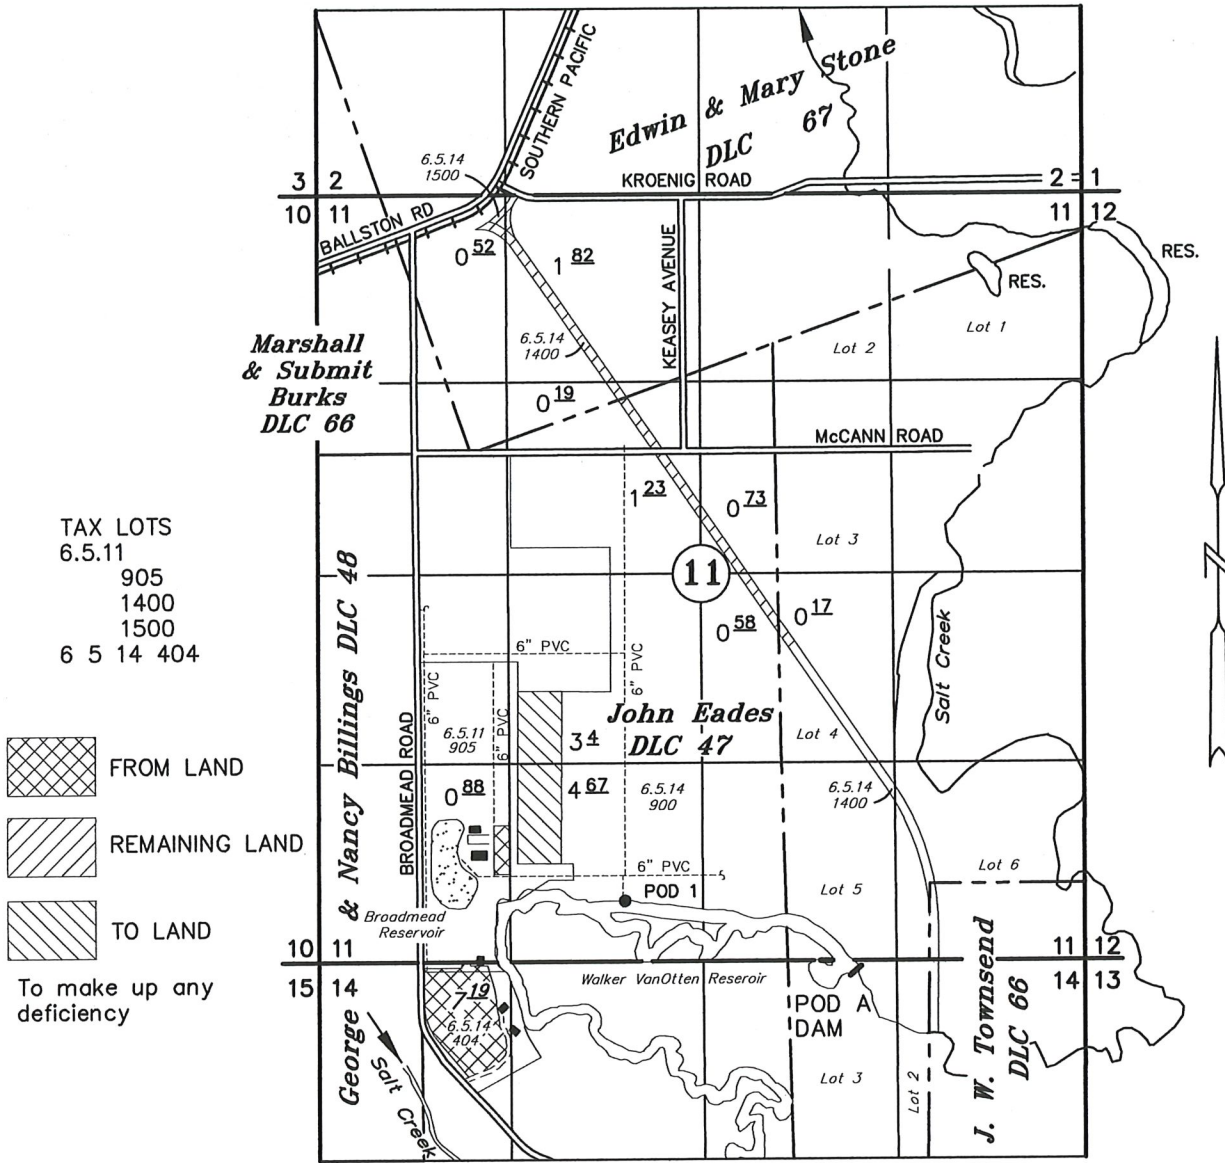 SOUTHERN PACIFIC
Edwin & Mary Stone
DLC 67
6.5.14
1500
KROENIG ROAD
3 2
2 1
10 11
11 12
BALLSTON RD
0 52
1 82
KEASEY AVENUE
RES.
RES.
Lot 1
Lot 2
6.5.14
1400
Marshall
& Submit
Burks
DLC 66
0 19
McCANN ROAD
1 23
0 73
Lot 3
TAX LOTS
6.5.11
905
1400
1500
6 5 14 404
11
0 58
0 17
6" PVC
6" PVC
6" PVC
6" PVC
Salt Creek
John Eades
DLC 47
6.5.11
905
3 4
Lot 4
FROM LAND
BROADMEAD ROAD
0 88
4 67
6.5.14
900
6.5.14
1400
REMAINING LAND
6" PVC
POD 1
Lot 5
Lot 6
TO LAND
Broadmead
Reservoir
10 11
11 12
15 14
14 13
Walker VanOtten Reseroir
To make up any
deficiency
7 19
6.5.14
404
POD A
DAM
George & Nancy Billings DLC 48
Salt Creek
Lot 3
Lot 2
J. W. Townsend
DLC 66